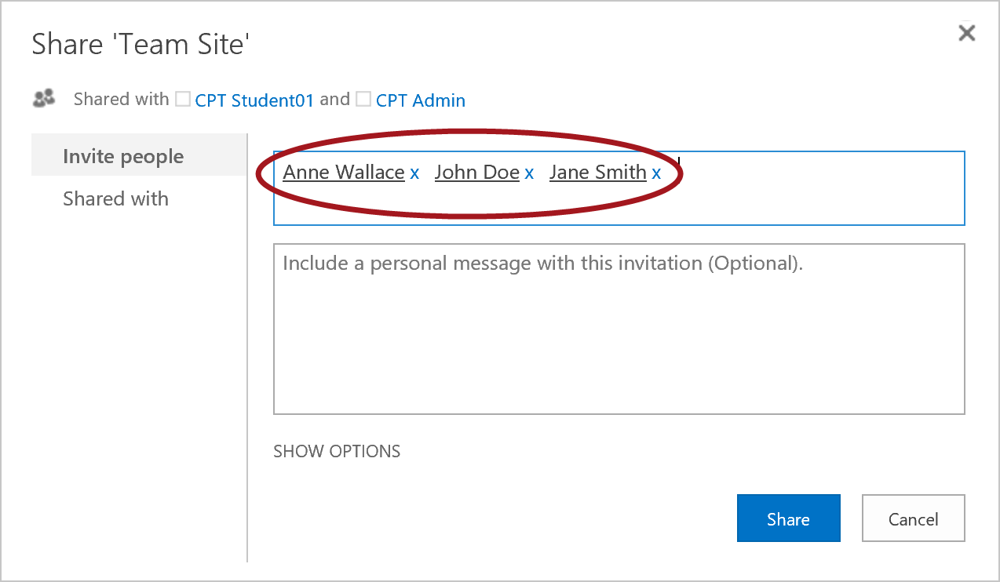 Share 'Team Site'
Shared with CPT Student01 and CPT Admin
Invite people
Shared with
Anne Wallace x John Doe x Jane Smith x
Include a personal message with this invitation (Optional).
SHOW OPTIONS
Share
Cancel